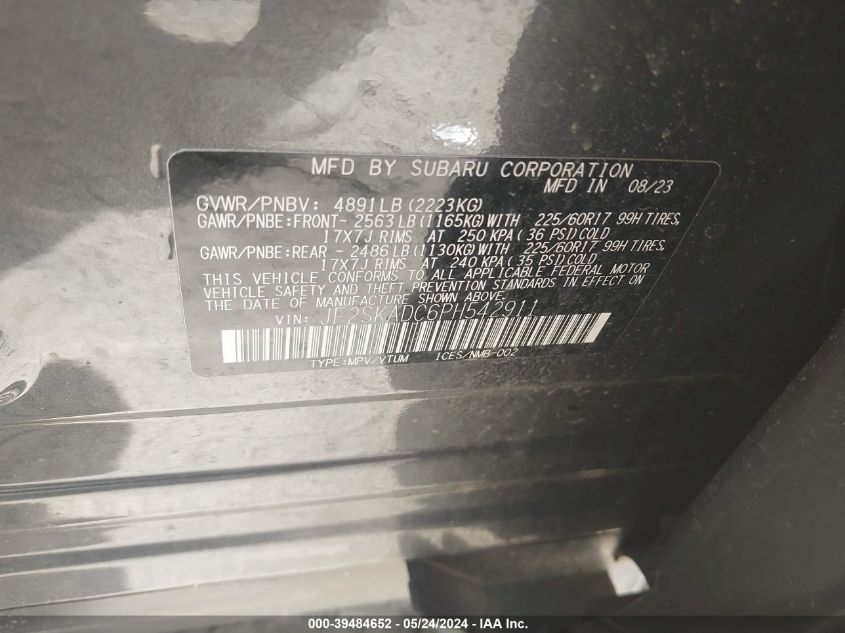 MFD BY SUBARU CORPORATION
MFD IN 08/23
GVWR/PNBV: 4891LB(2223KG)
GAWR/PNBE:FRONT- 2563LB(1165KG)WITH 225/60R17 99H TIRES,
17X7J RIMS AT 250 KPA( 36 PSI)COLD
GAWR/PNBE:REAR - 2486LB(1130KG)WITH 225/60R17 99H TIRES,
17X7J RIMS AT 240 KPA( 35 PSI)COLD
THIS VEHICLE CONFORMS TO ALL APPLICABLE FEDERAL MOTOR
VEHICLE SAFETY AND THEFT PREVENTION STANDARDS IN EFFECT ON
THE DATE OF MANUFACTURE SHOWN ABOVE.
VIN: JF2SKADC6PH542911
TYPE:MPV/VTUM ICES/NMB-002
000-39484652 - 05/24/2024 - IAA Inc.